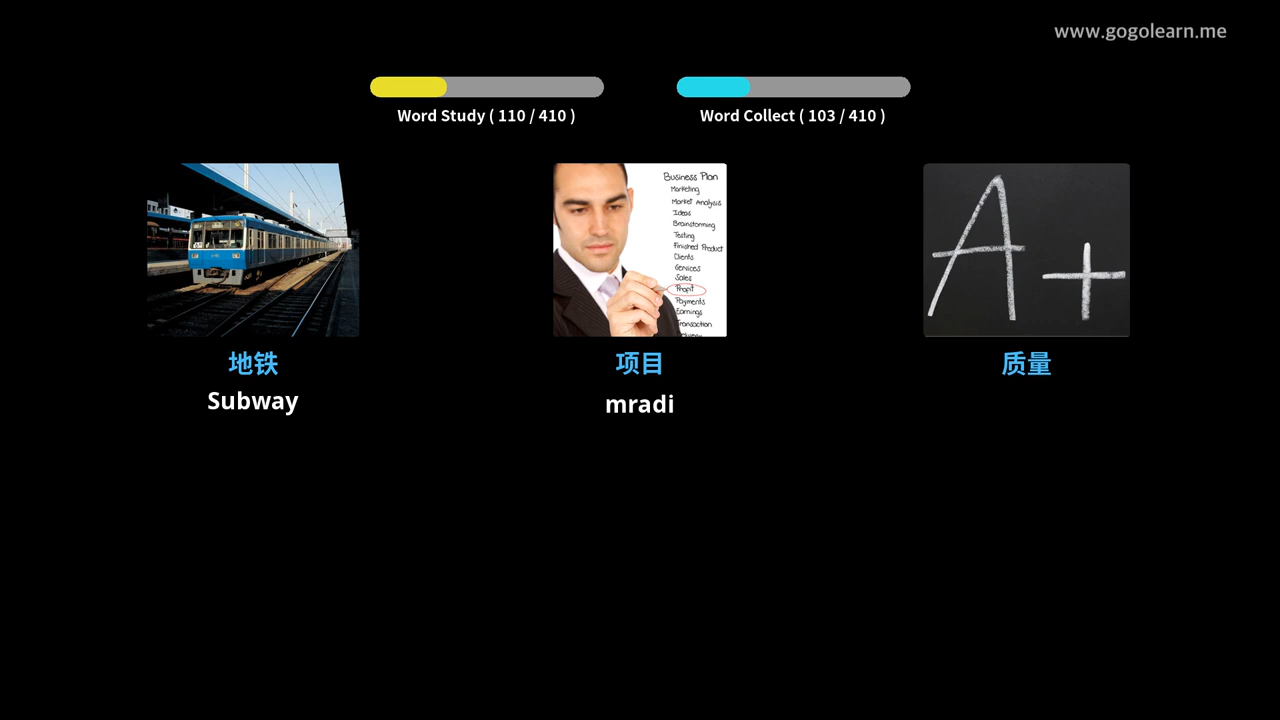 www.gogolearn.me
Word Study ( 110 / 410 )
Word Collect ( 103 / 410 )
Business Plan
Marketing
Market Analysis
Ideas
Brainstorming
Testing
Finished Product
Clients
Services
Sales
Profit
Payments
Earnings
Transaction
A+
地铁
项目
质量
Subway
mradi